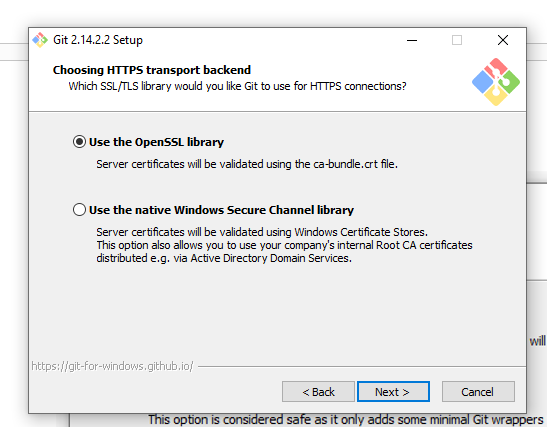 Git 2.14.2.2 Setup
Choosing HTTPS transport backend
Which SSL/TLS library would you like Git to use for HTTPS connections?
Use the OpenSSL library
Server certificates will be validated using the ca-bundle.crt file.
Use the native Windows Secure Channel library
Server certificates will be validated using Windows Certificate Stores.
This option also allows you to use your company's internal Root CA certificates
distributed e.g. via Active Directory Domain Services.
will
https://git-for-windows.github.io/
< Back
Next >
Cancel
This option is considered safe as it only adds some minimal Git wrappers